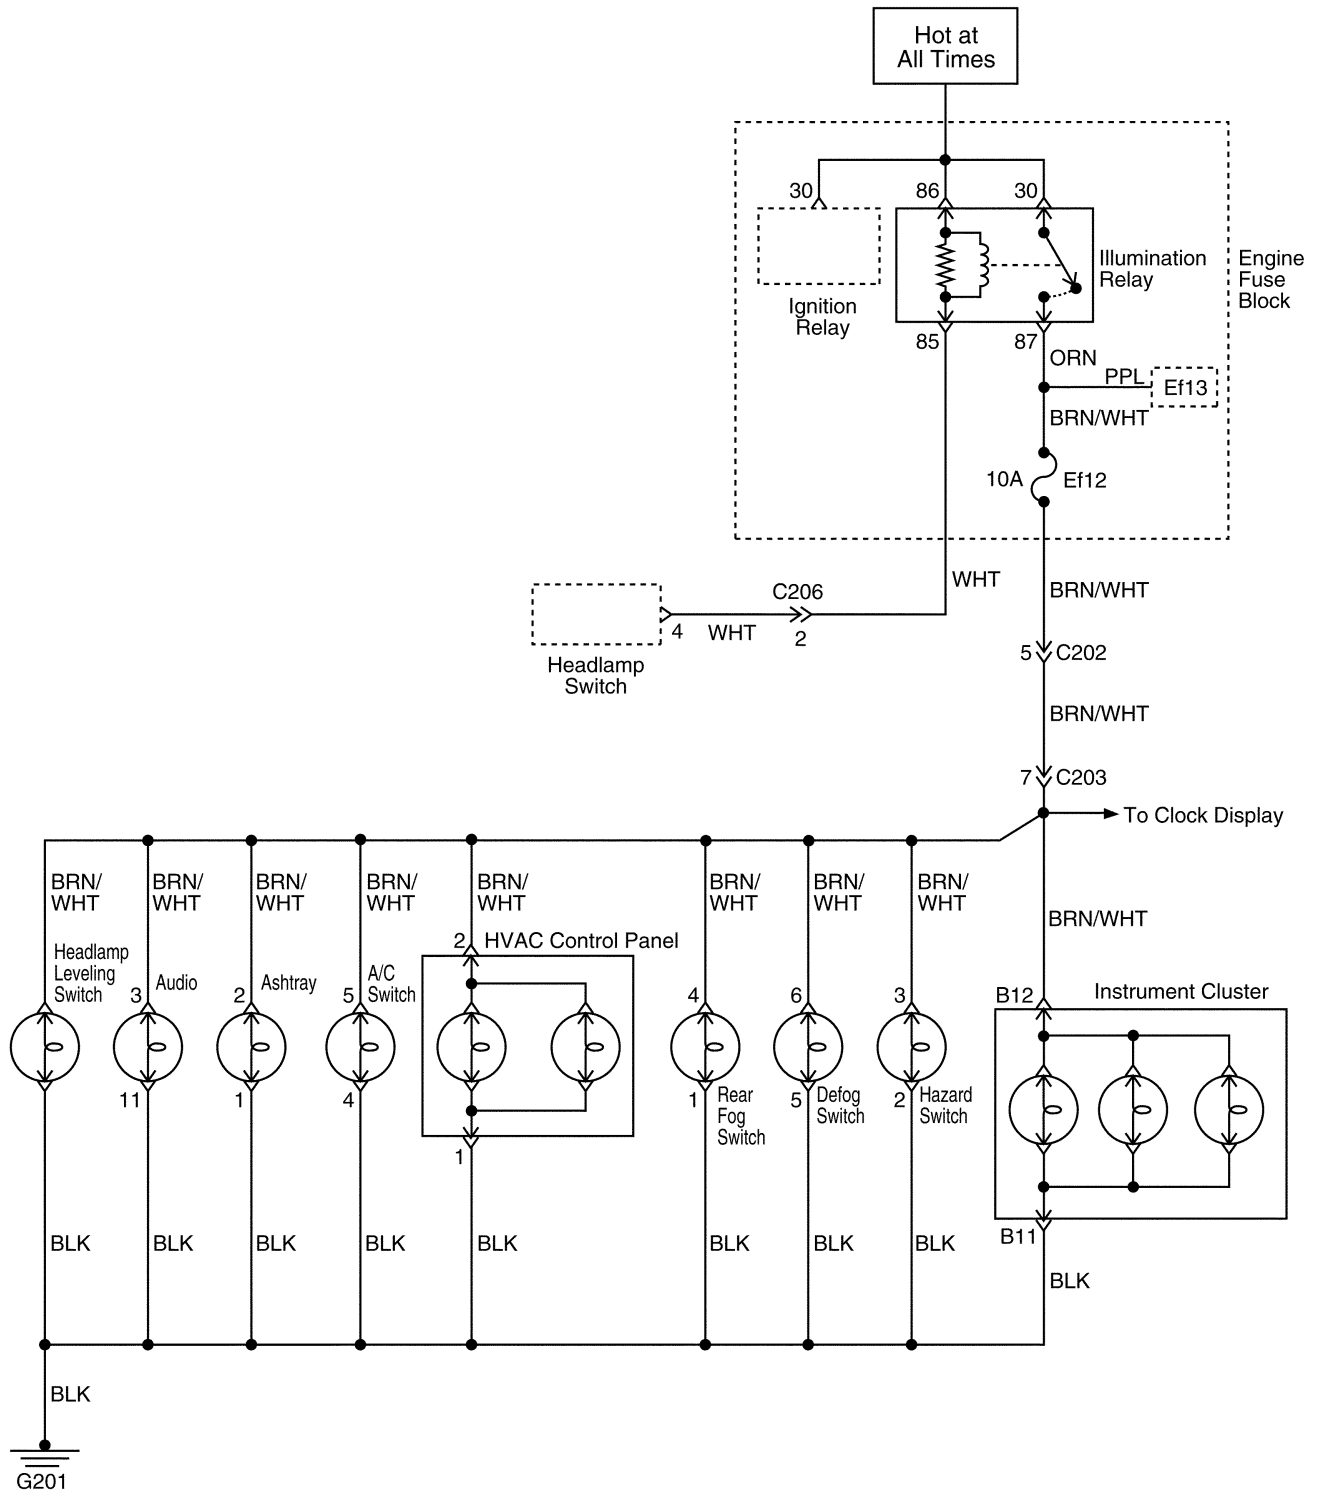 Hot at
All Times
30
86
30
Illumination
Relay
Engine
Fuse
Block
Ignition
Relay
85
87
ORN
PPL
Ef13
BRN/WHT
10A
Ef12
WHT
BRN/WHT
C206
4
WHT
2
Headlamp
Switch
5
C202
BRN/WHT
7
C203
To Clock Display
BRN/
WHT
BRN/
WHT
BRN/
WHT
BRN/
WHT
BRN/
WHT
BRN/
WHT
BRN/
WHT
BRN/
WHT
BRN/WHT
Headlamp
Leveling
Switch
3
Audio
2
Ashtray
5
A/C
Switch
2
HVAC Control Panel
4
6
3
B12
Instrument Cluster
11
1
4
1
1
Rear
Fog
Switch
5
Defog
Switch
2
Hazard
Switch
B11
BLK
BLK
BLK
BLK
BLK
BLK
BLK
BLK
BLK
BLK
G201